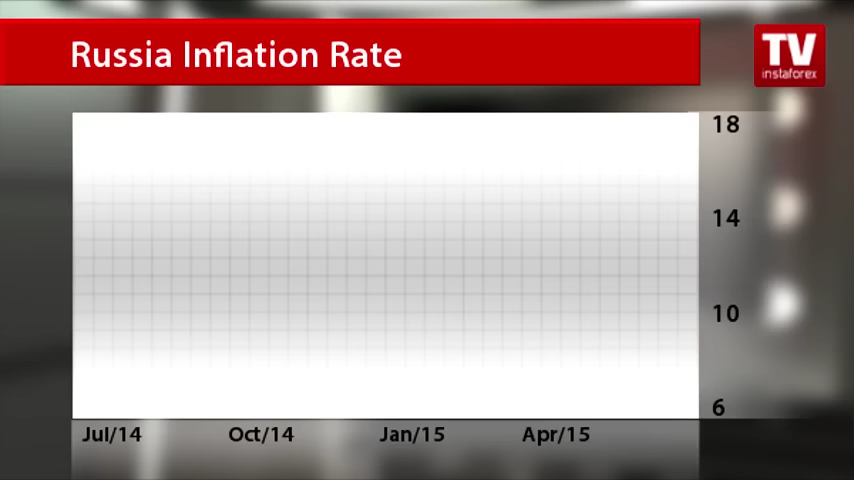 Russia Inflation Rate
TV
instaforex
18
14
10
6
Jul/14
Oct/14
Jan/15
Apr/15